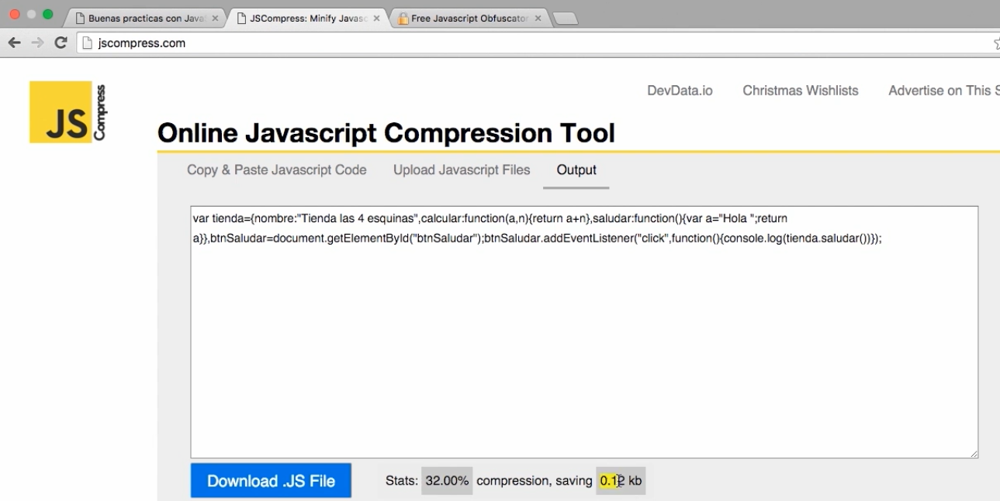 Buenas practicas con Java
JSCompress: Minify Javasc
Free Javascript Obfuscator
jscompress.com
JS Compress
DevData.io
Christmas Wishlists
Advertise on This S
Online Javascript Compression Tool
Copy & Paste Javascript Code
Upload Javascript Files
Output
var tienda={nombre:"Tienda las 4 esquinas",calcular:function(a,n){return a+n},saludar:function(){var a="Hola ";return
a}},btnSaludar=document.getElementById("btnSaludar");btnSaludar.addEventListener("click",function(){console.log(tienda.saludar())});
Download .JS File
Stats: 32.00% compression, saving 0.12 kb